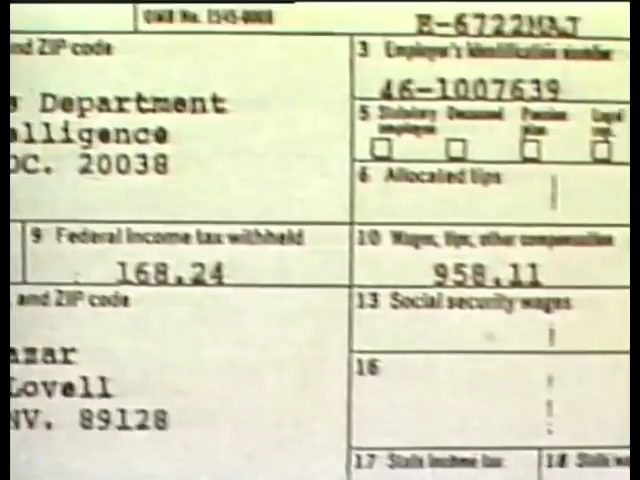 OMB No. 1545-0008
E-6722MAJ
and ZIP code
3 Employer's identification number
46-1007639
Department
5 Statutory employee Deceased Pension plan Legal rep.
lligence
DC. 20038
6 Allocated tips
9 Federal income tax withheld
10 Wages, tips, other compensation
168.24
958.11
and ZIP code
13 Social security wages
azar
Lovell
16
NV. 89128
17 State income tax
18 State